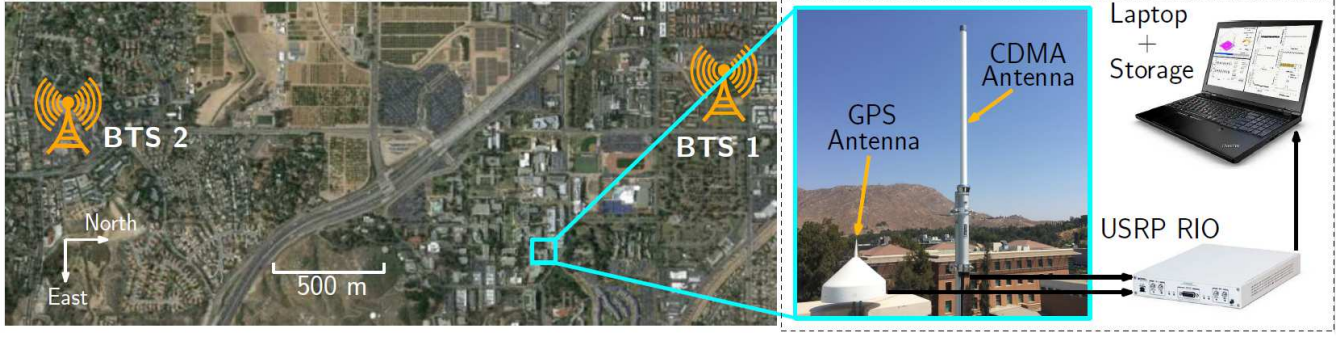 BTS 2
North
East
500 m
BTS 1
GPS
Antenna
CDMA
Antenna
Laptop
+
Storage
USRP RIO